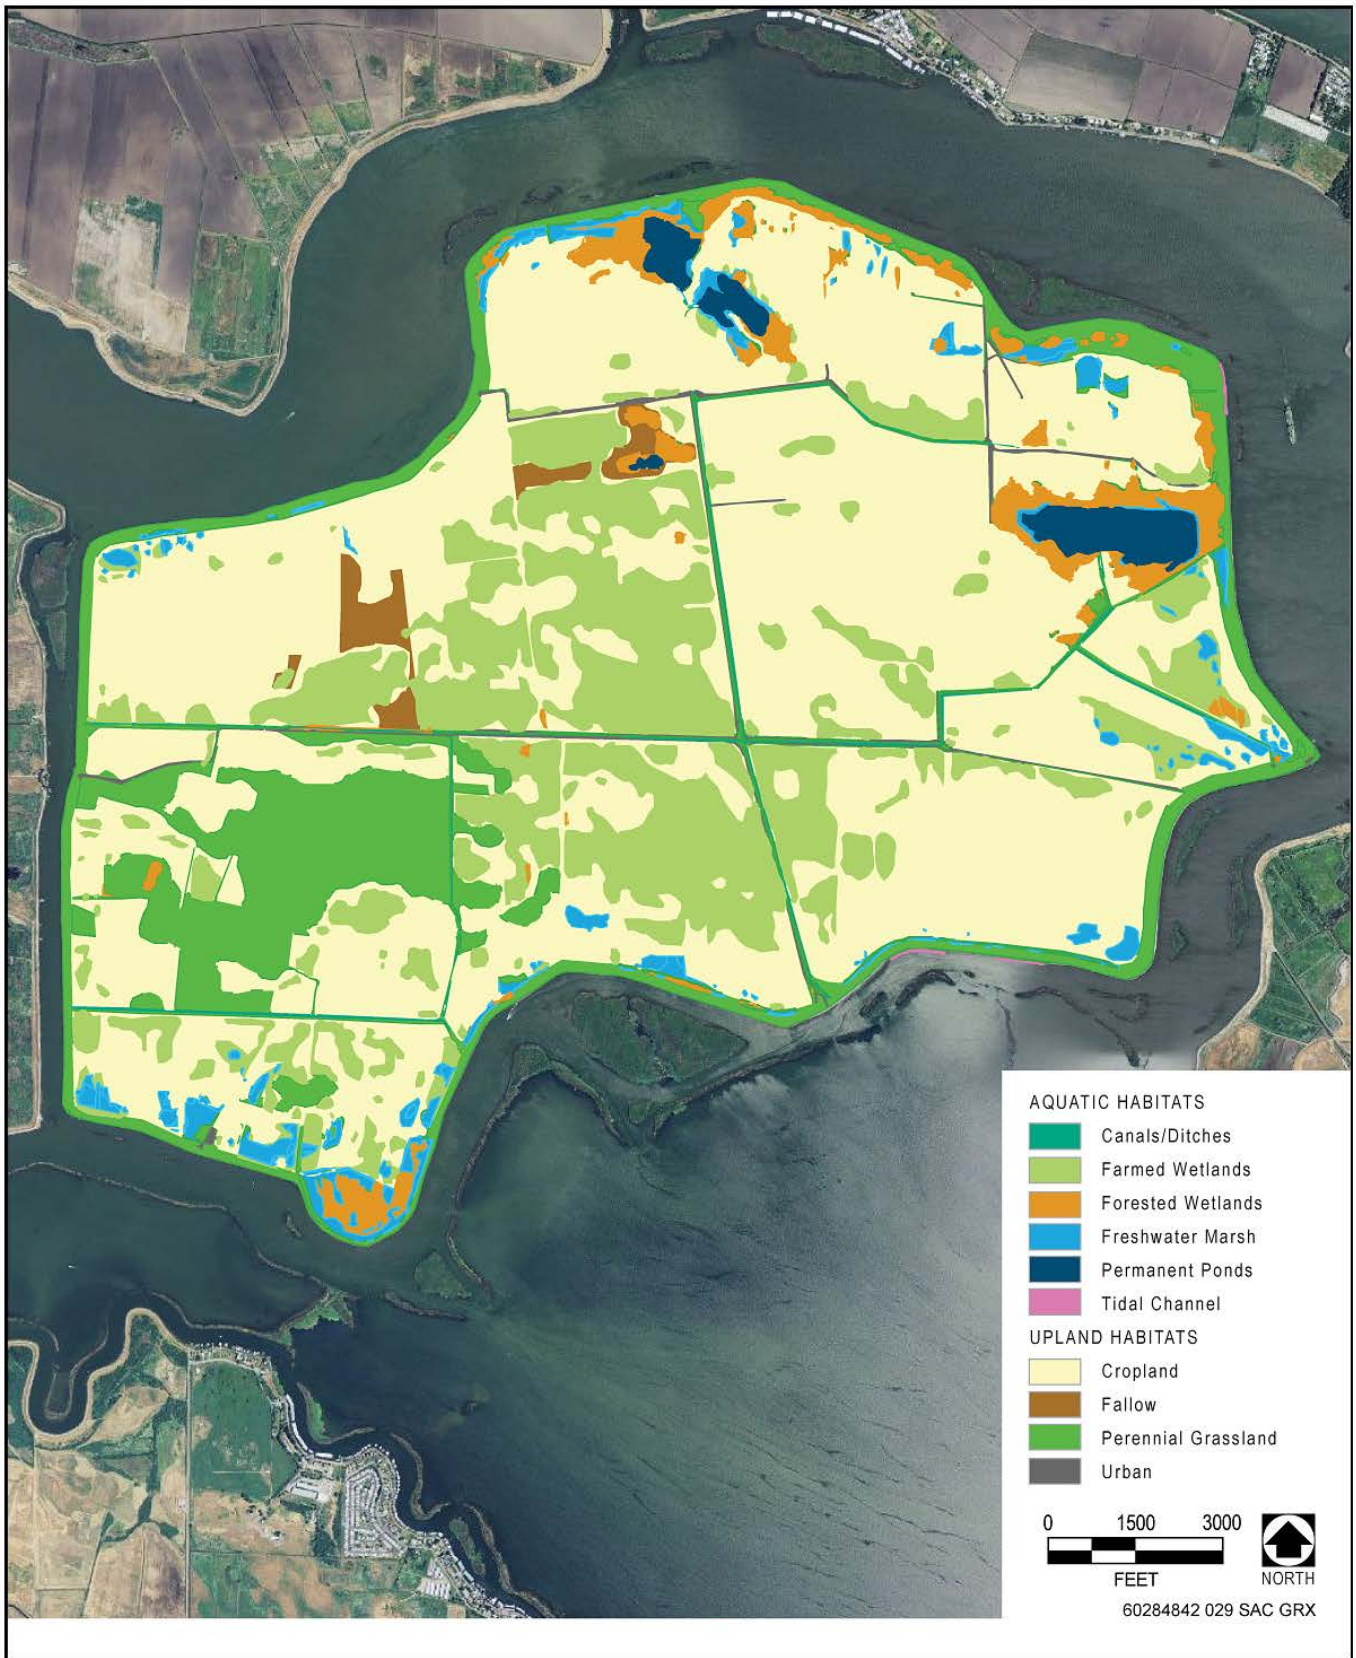 AQUATIC HABITATS
Canals/Ditches
Farmed Wetlands
Forested Wetlands
Freshwater Marsh
Permanent Ponds
Tidal Channel
UPLAND HABITATS
Cropland
Fallow
Perennial Grassland
Urban
0 1500 3000
FEET
NORTH
60284842 029 SAC GRX